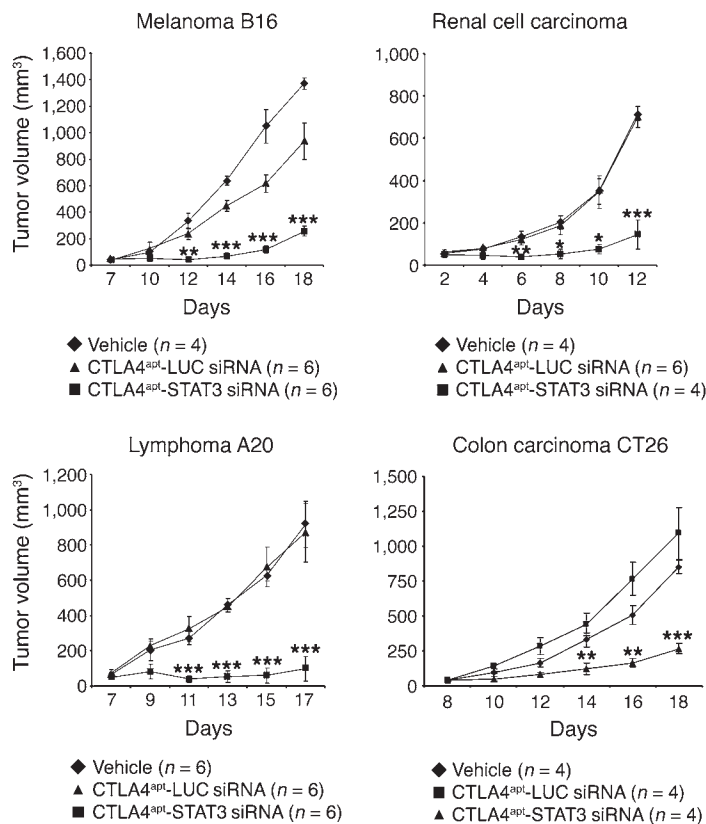 Melanoma B16
Tumor volume (mm³)
1,600
1,400
1,200
1,000
800
600
400
200
0
** *** *** ***
7 10 12 14 16 18
Days
◆ Vehicle (n = 4)
▲ CTLA4apt-LUC siRNA (n = 6)
■ CTLA4apt-STAT3 siRNA (n = 6)
Renal cell carcinoma
1,000
800
600
400
200
0
** * * ***
2 4 6 8 10 12
Days
◆ Vehicle (n = 4)
▲ CTLA4apt-LUC siRNA (n = 6)
■ CTLA4apt-STAT3 siRNA (n = 4)
Lymphoma A20
Tumor volume (mm³)
1,200
1,000
800
600
400
200
0
*** *** *** ***
7 9 11 13 15 17
Days
◆ Vehicle (n = 6)
▲ CTLA4apt-LUC siRNA (n = 6)
■ CTLA4apt-STAT3 siRNA (n = 6)
Colon carcinoma CT26
1,500
1,250
1,000
750
500
250
0
** ** ***
8 10 12 14 16 18
Days
◆ Vehicle (n = 4)
■ CTLA4apt-LUC siRNA (n = 4)
▲ CTLA4apt-STAT3 siRNA (n = 4)